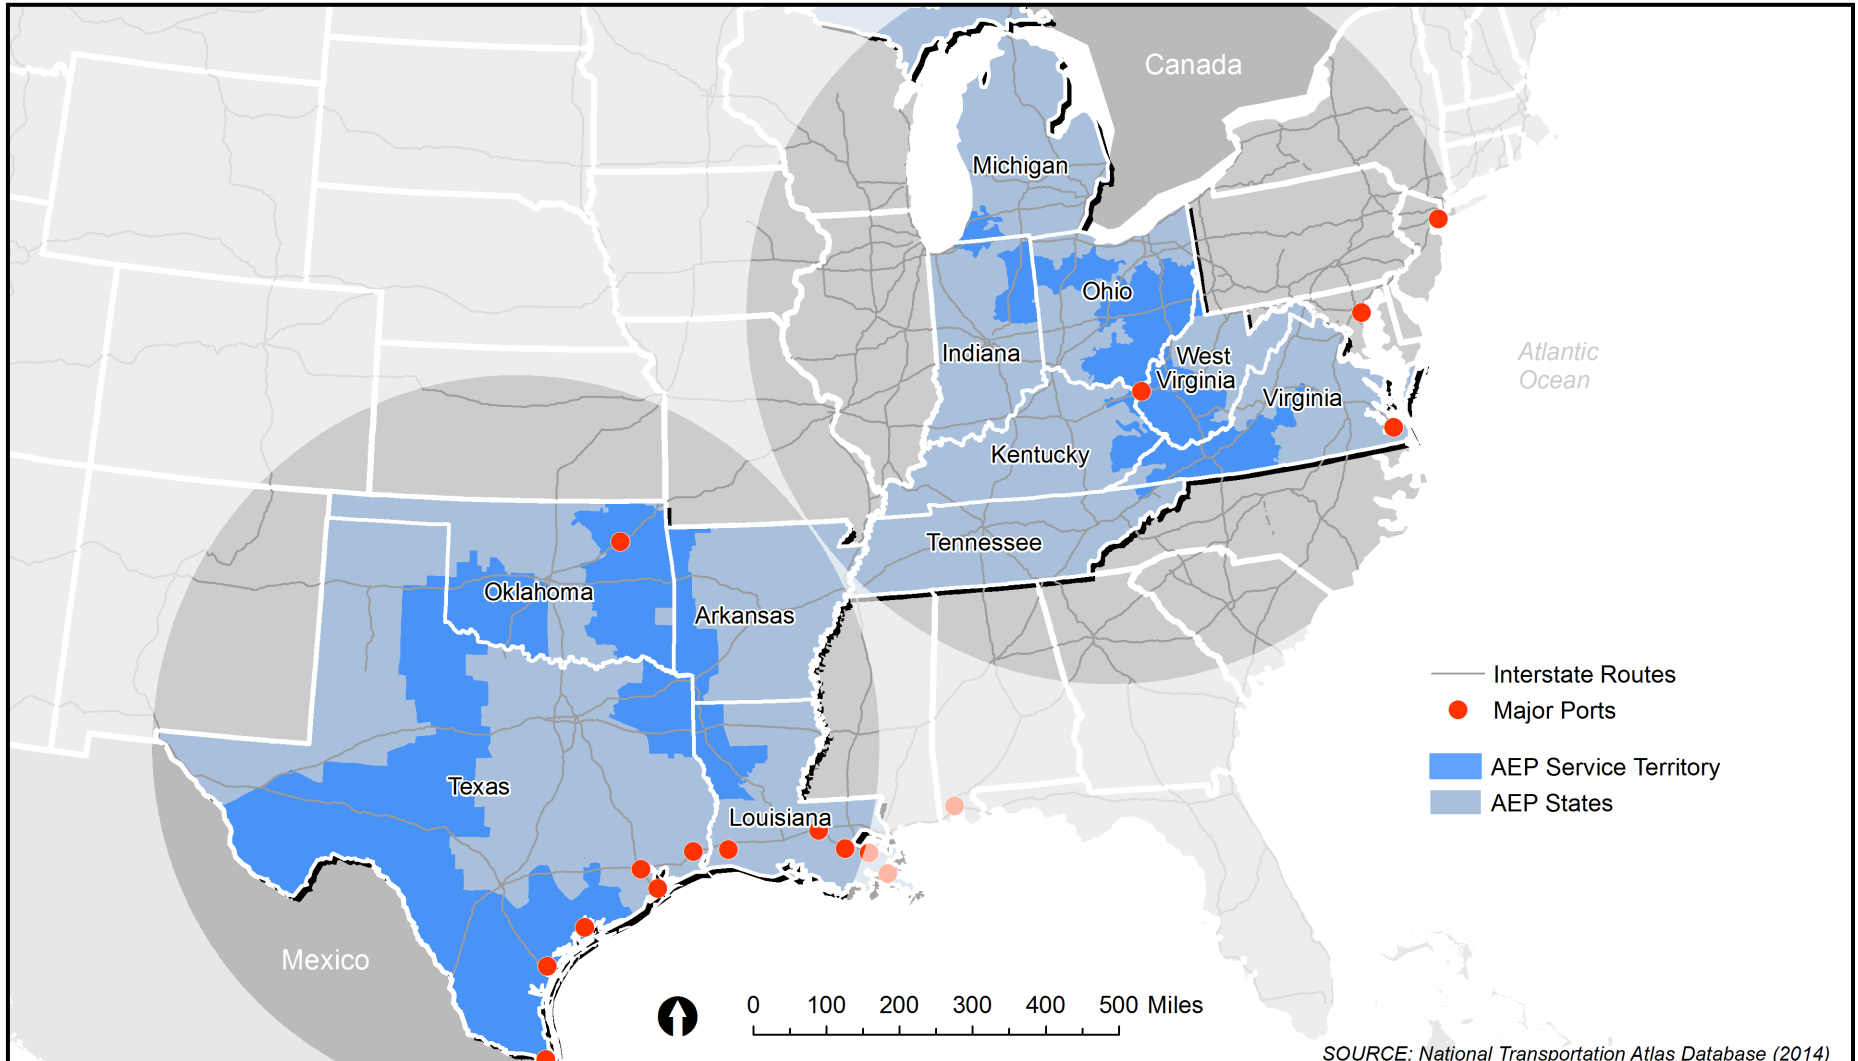 Canada
Michigan
Ohio
Indiana
West
Virginia
Virginia
Atlantic
Ocean
Kentucky
Tennessee
Oklahoma
Arkansas
Texas
Louisiana
Mexico
Interstate Routes
Major Ports
AEP Service Territory
AEP States
0 100 200 300 400 500 Miles
SOURCE: National Transportation Atlas Database (2014)